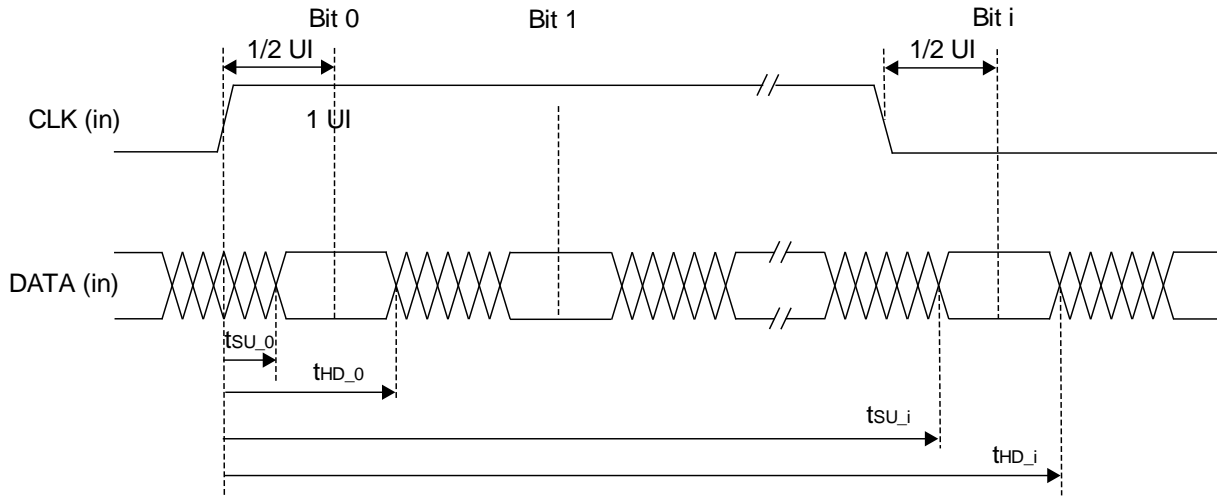 Bit 0 Bit 1 Bit i
1/2 UI 1/2 UI
CLK (in) 1 UI
DATA (in)
tSU_0
tHD_0
tSU_i
tHD_i